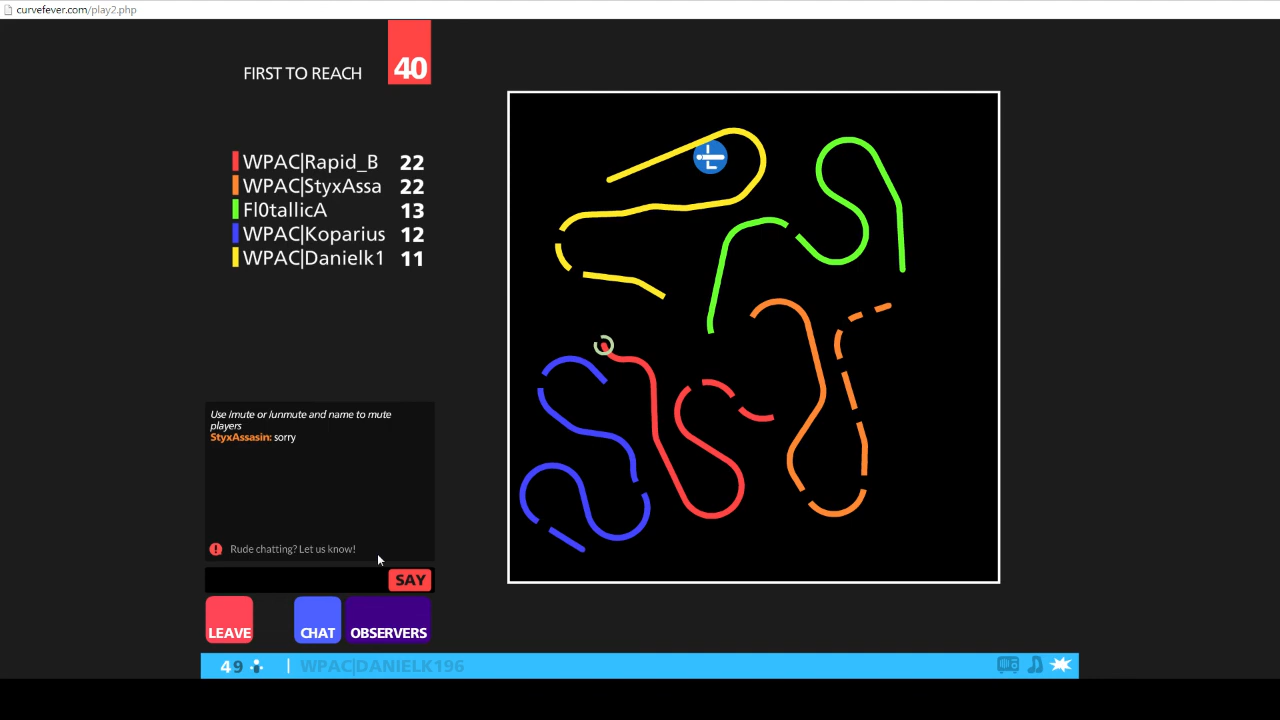 curvefever.com/play2.php
FIRST TO REACH 40
WPAC|Rapid_B 22
WPAC|StyxAssa 22
Fl0tallicA 13
WPAC|Koparius 12
WPAC|Danielk1 11
Use /mute or /unmute and name to mute
players
StyxAssasin: sorry
Rude chatting? Let us know!
SAY
LEAVE CHAT OBSERVERS
49 WPAC|DANIELK196